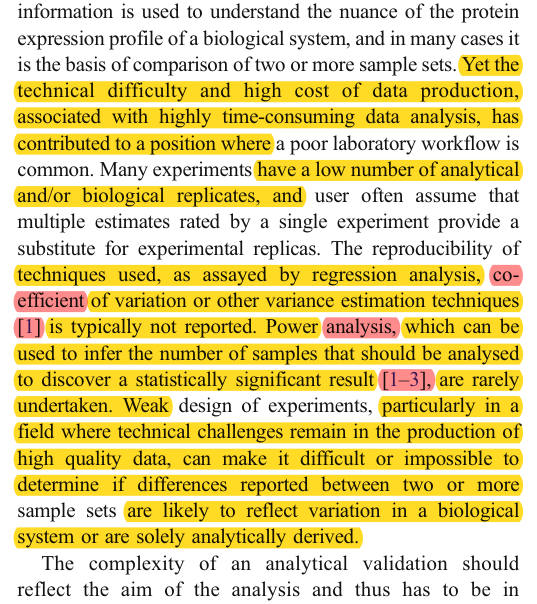 information is used to understand the nuance of the protein
expression profile of a biological system, and in many cases it
is the basis of comparison of two or more sample sets. Yet the
technical difficulty and high cost of data production,
associated with highly time-consuming data analysis, has
contributed to a position where a poor laboratory workflow is
common. Many experiments have a low number of analytical
and/or biological replicates, and user often assume that
multiple estimates rated by a single experiment provide a
substitute for experimental replicas. The reproducibility of
techniques used, as assayed by regression analysis, co-
efficient of variation or other variance estimation techniques
[1] is typically not reported. Power analysis, which can be
used to infer the number of samples that should be analysed
to discover a statistically significant result [1–3], are rarely
undertaken. Weak design of experiments, particularly in a
field where technical challenges remain in the production of
high quality data, can make it difficult or impossible to
determine if differences reported between two or more
sample sets are likely to reflect variation in a biological
system or are solely analytically derived.
The complexity of an analytical validation should
reflect the aim of the analysis and thus has to be in